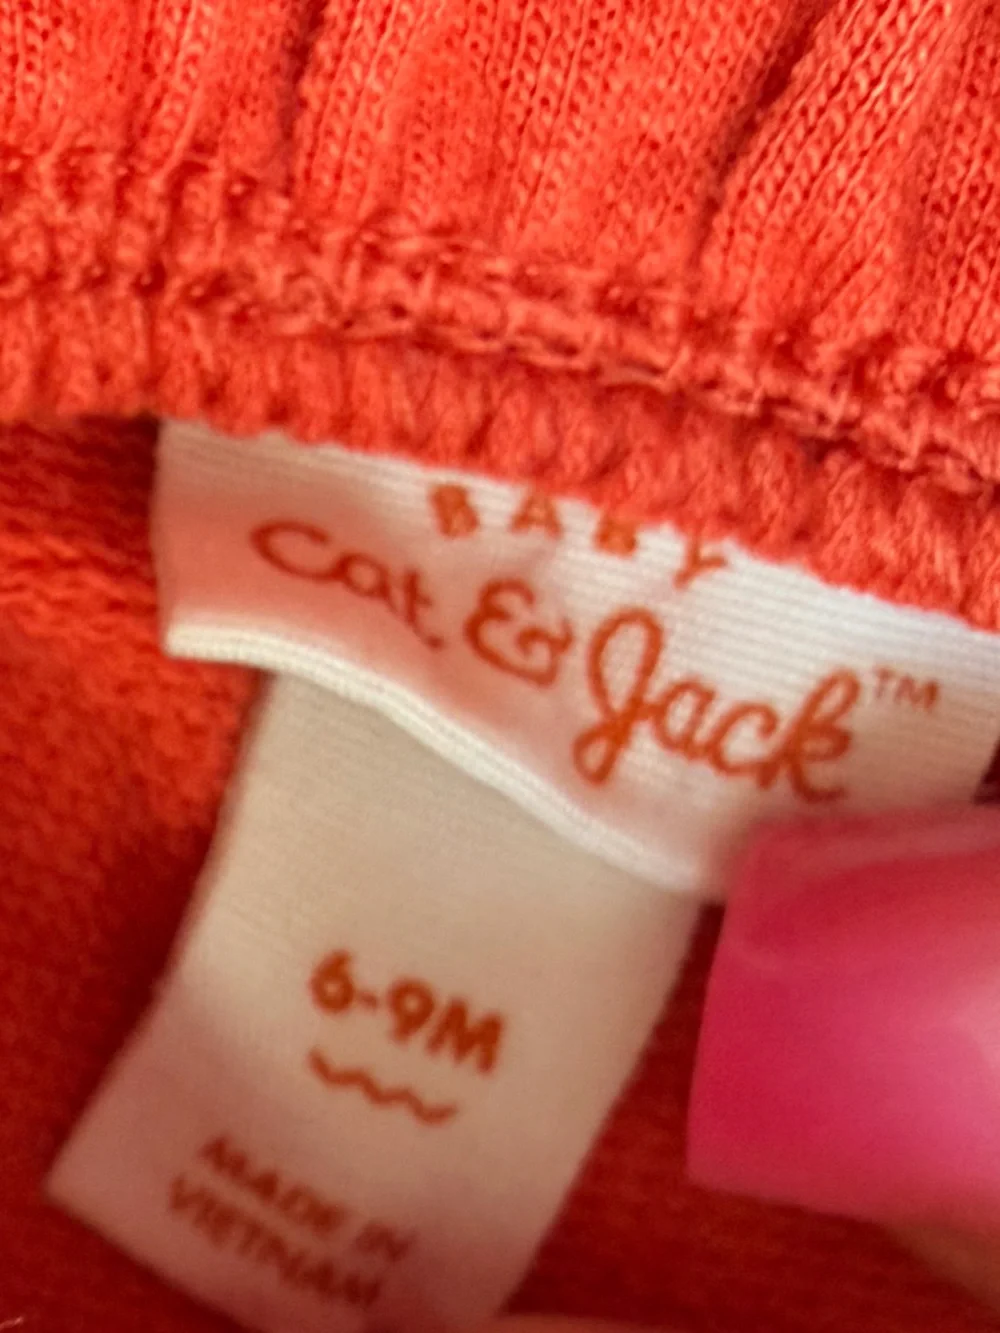 BABY
cat & Jack™
6-9M
MADE IN
VIETNAM